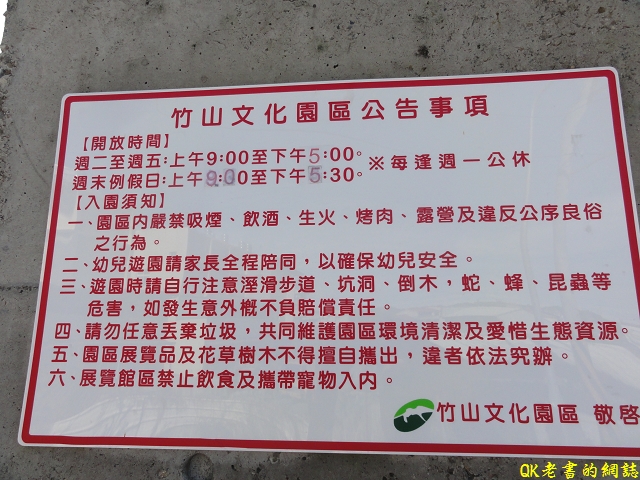 竹山文化園區公告事項
【開放時間】
週二至週五:上午9:00至下午5:00。※每逢週一公休
週末例假日:上午9:00至下午5:30。
【入園須知】
一、園區內嚴禁吸煙、飲酒、生火、烤肉、露營及違反公序良俗
之行為。
二、幼兒遊園請家長全程陪同，以確保幼兒安全。
三、遊園時請自行注意溼滑步道、坑洞、倒木，蛇、蜂、昆蟲等
危害，如發生意外概不負賠償責任。
四、請勿任意丟棄垃圾，共同維護園區環境清潔及愛惜生態資源。
五、園區展覽品及花草樹木不得擅自攜出，違者依法究辦。
六、展覽館區禁止飲食及攜帶寵物入內。
竹山文化園區 敬啓
QK老書的網誌